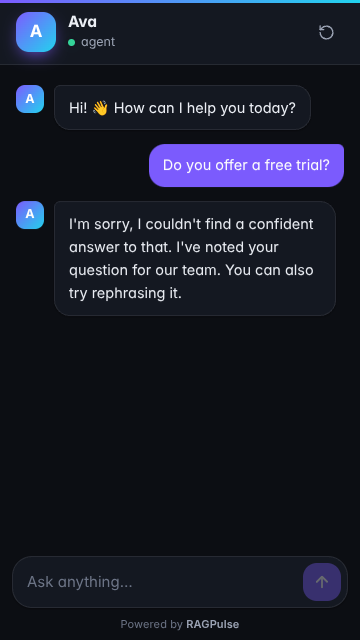 A
Ava
agent
A
Hi! 👋 How can I help you today?
Do you offer a free trial?
A
I'm sorry, I couldn't find a confident
answer to that. I've noted your
question for our team. You can also
try rephrasing it.
Ask anything...
Powered by RAGPulse